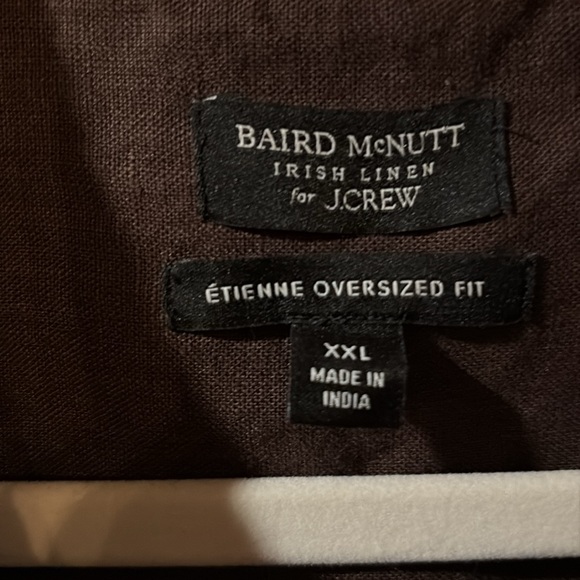 BAIRD McNUTT
IRISH LINEN
for J.CREW
ÉTIENNE OVERSIZED FIT
XXL
MADE IN
INDIA